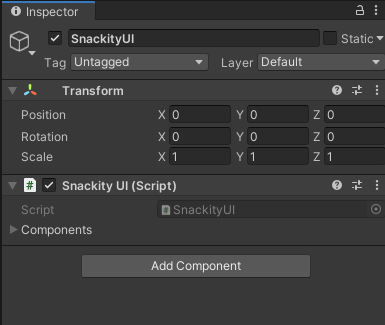 Inspector
SnackityUI Static
Tag Untagged Layer Default
Transform
Position X 0 Y 0 Z 0
Rotation X 0 Y 0 Z 0
Scale X 1 Y 1 Z 1
# Snackity UI (Script)
Script # SnackityUI
Components
Add Component